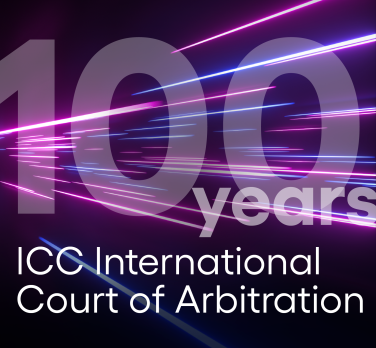 100
years
ICC International
Court of Arbitration